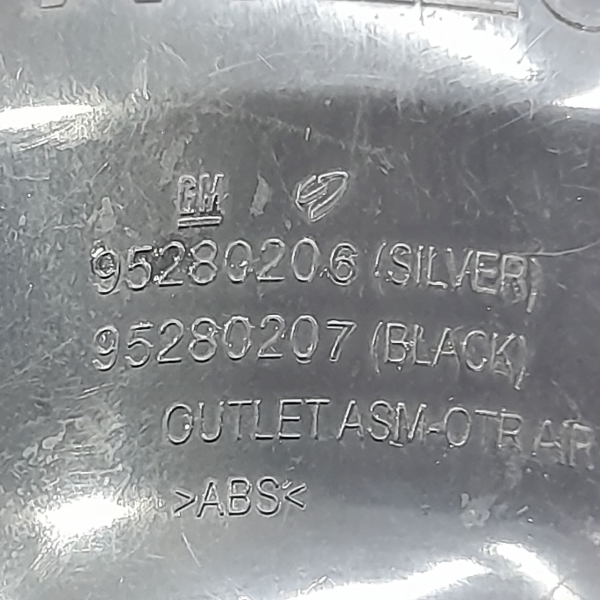 GM
95280206 (SILVER)
95280207 (BLACK)
OUTLET ASM-OTR AIR
>ABS<